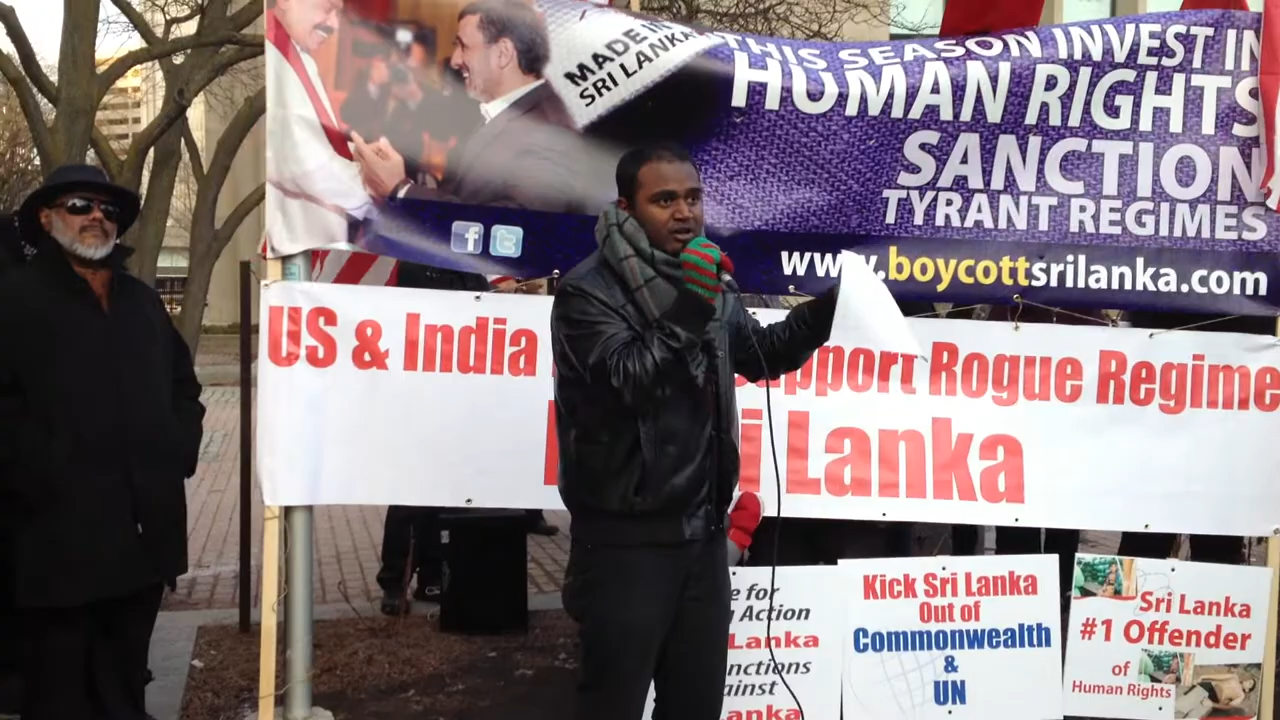 MADE IN
SRI LANKA
THIS SEASON INVEST IN
HUMAN RIGHTS
SANCTION
TYRANT REGIMES
www.boycottsrilanka.com
US & India
Support Rogue Regime
Lanka
for
Action
Lanka
Kick Sri Lanka
Out of
Commonwealth
&
UN
Sri Lanka
#1 Offender
of
Human Rights